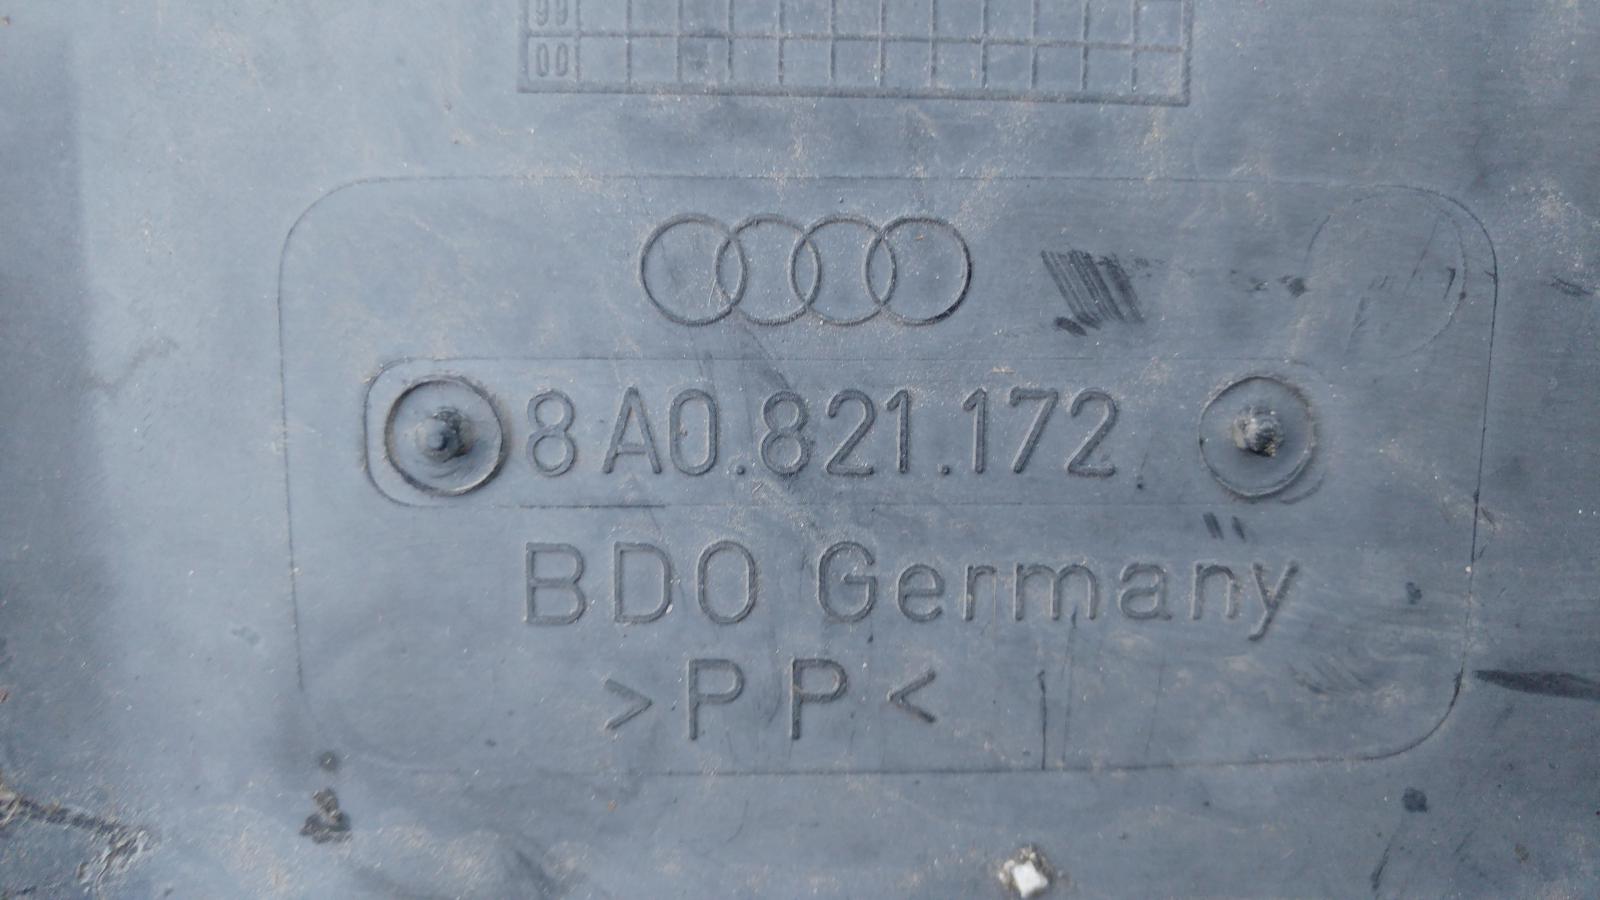 99
00
8A0.821.172
BDO Germany
>PP<